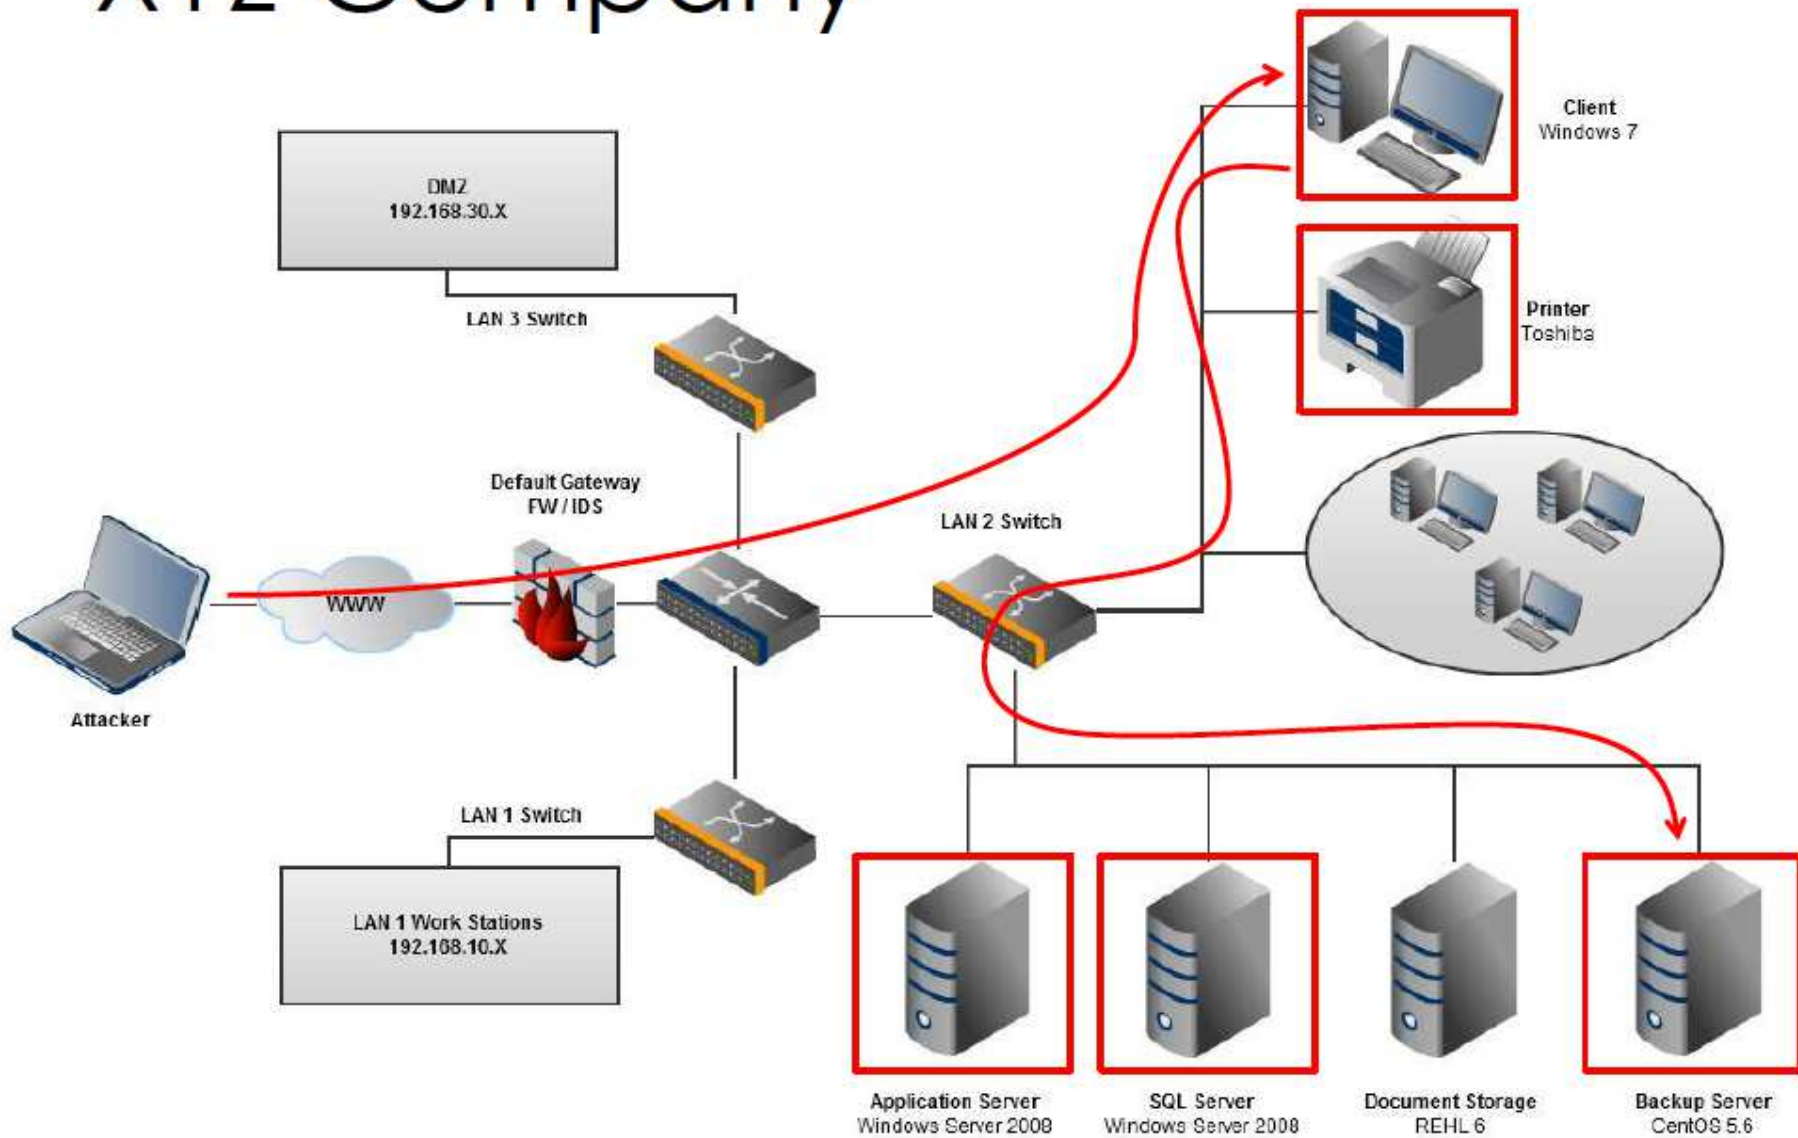 XYZ Company
Client
Windows 7
DMZ
192.168.30.X
LAN 3 Switch
Printer
Toshiba
Default Gateway
FW / IDS
LAN 2 Switch
WWW
Attacker
LAN 1 Switch
LAN 1 Work Stations
192.168.10.X
Application Server
Windows Server 2008
SQL Server
Windows Server 2008
Document Storage
REHL 6
Backup Server
CentOS 5.6